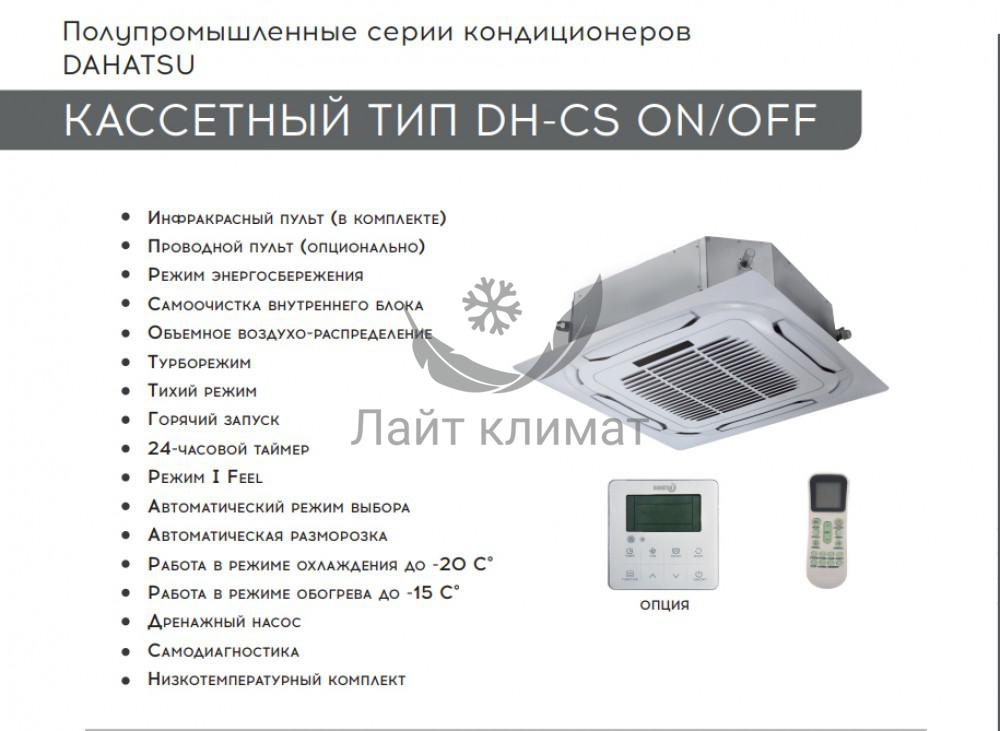 Полупромышленные серии кондиционеров
DAHATSU
КАССЕТНЫЙ ТИП DH-CS ON/OFF
Инфракрасный пульт (в комплекте)
Проводной пульт (опционально)
Режим энергосбережения
Самоочистка внутреннего блока
Объемное воздухо-распределение
Турборежим
Тихий режим
Горячий запуск
24-часовой таймер
Режим I Feel
Автоматический режим выбора
Автоматическая разморозка
Работа в режиме охлаждения до -20 С°
Работа в режиме обогрева до -15 С°
Дренажный насос
Самодиагностика
Низкотемпературный комплект
Лайт климат
опция